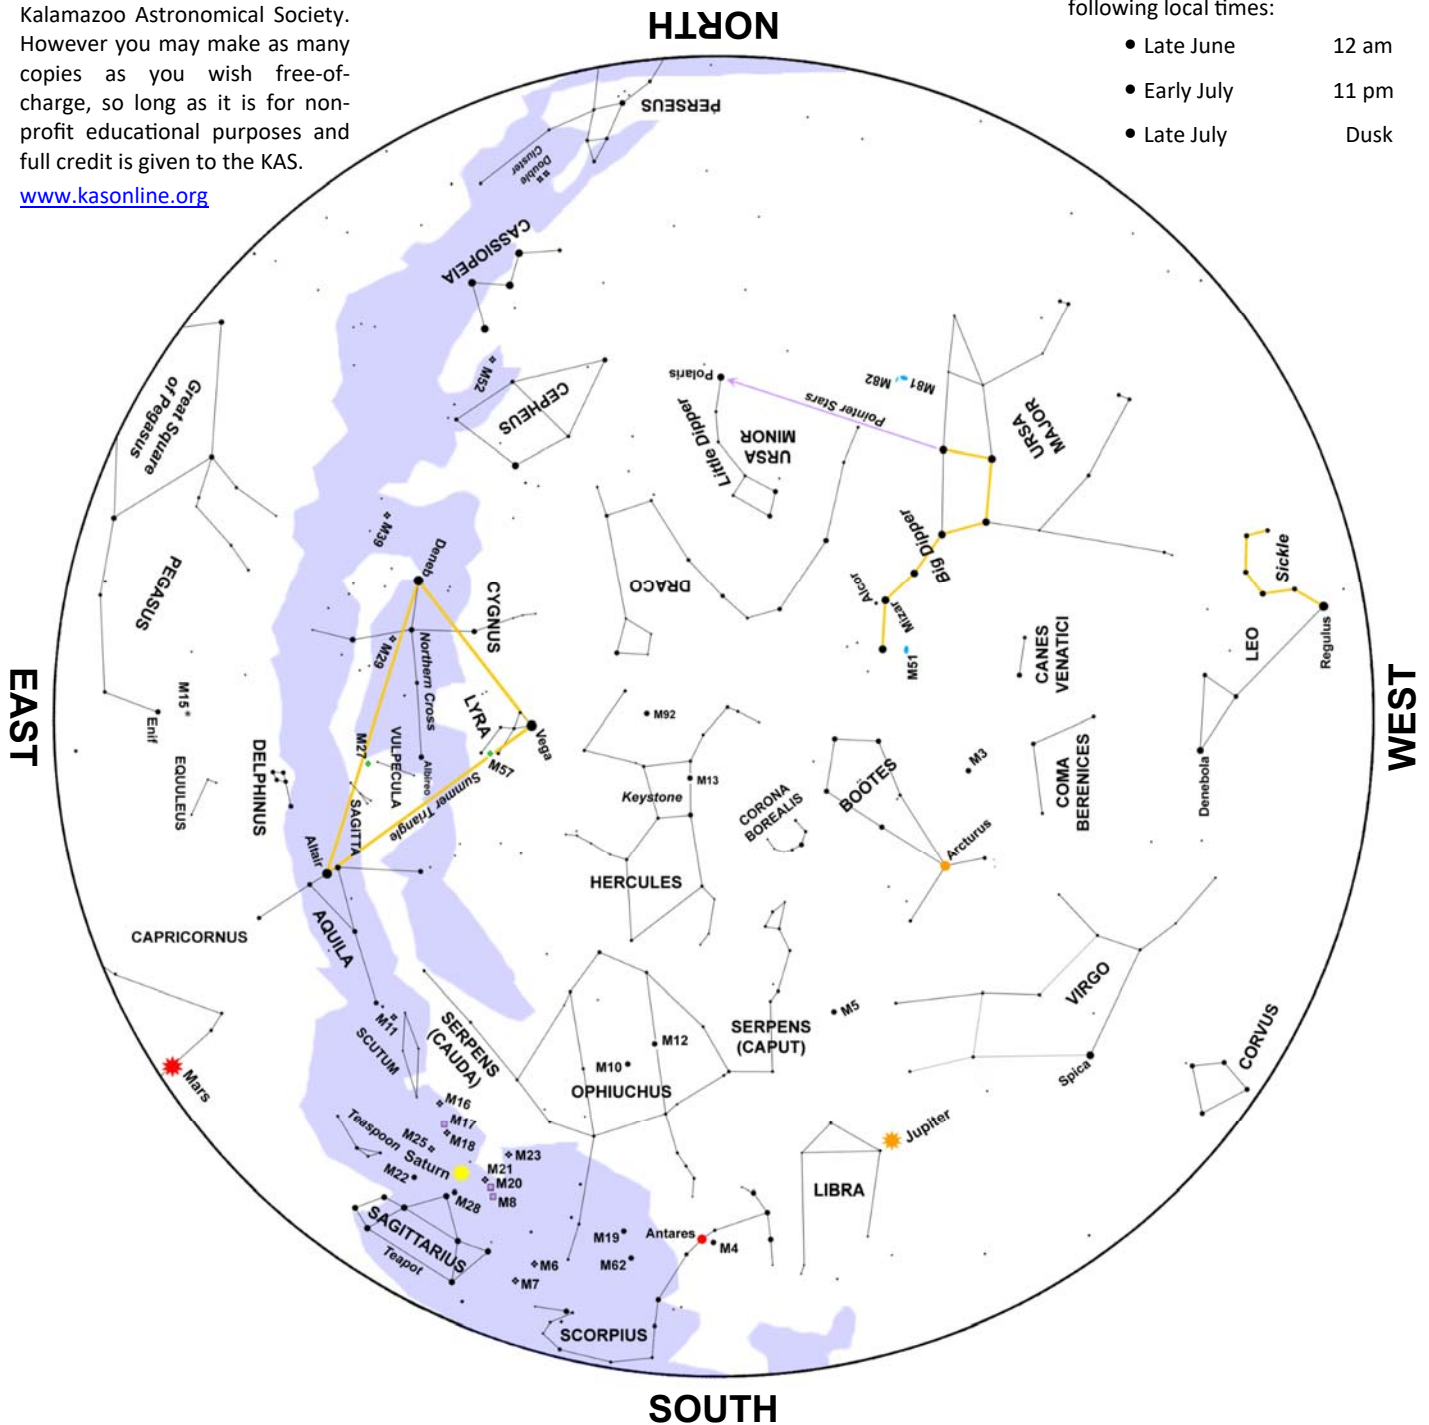 Kalamazoo Astronomical Society.
However you may make as many
copies as you wish free-of-
charge, so long as it is for non-
profit educational purposes and
full credit is given to the KAS.
www.kasonline.org
following local times:
• Late June 12 am
• Early July 11 pm
• Late July Dusk
NORTH
PERSEUS
Double
Cluster
CASSIOPEIA
M52
CEPHEUS
Great Square
of Pegasus
Polaris
Little Dipper
URSA
MINOR
Pointer Stars
M82
M81
URSA
MAJOR
Big Dipper
Alcor
Mizar
M51
M39
Deneb
CYGNUS
DRACO
PEGASUS
M29
Northern Cross
CANES
VENATICI
Sickle
LEO
Regulus
EAST
WEST
M15
Enif
LYRA
Vega
M57
M92
M27
VULPECULA
Albireo
Summer Triangle
SAGITTA
DELPHINUS
EQUULEUS
M13
Keystone
CORONA
BOREALIS
BOÖTES
M3
COMA
BERENICES
Denebola
Altair
Arcturus
HERCULES
CAPRICORNUS
AQUILA
VIRGO
M11
SCUTUM
SERPENS
(CAUDA)
M12
M10
OPHIUCHUS
SERPENS
(CAPUT)
M5
Spica
CORVUS
Mars
M16
M17
M18
Teaspoon
M25
Saturn
M22
M23
M21
M20
M8
M28
Jupiter
LIBRA
SAGITTARIUS
Teapot
M19
Antares
M4
M62
M6
M7
SCORPIUS
SOUTH